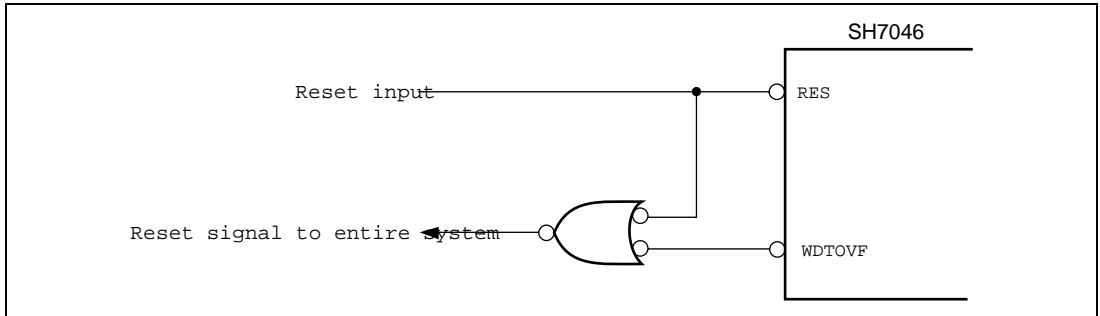 SH7046
Reset input
RES
Reset signal to entire system
WDTOVF